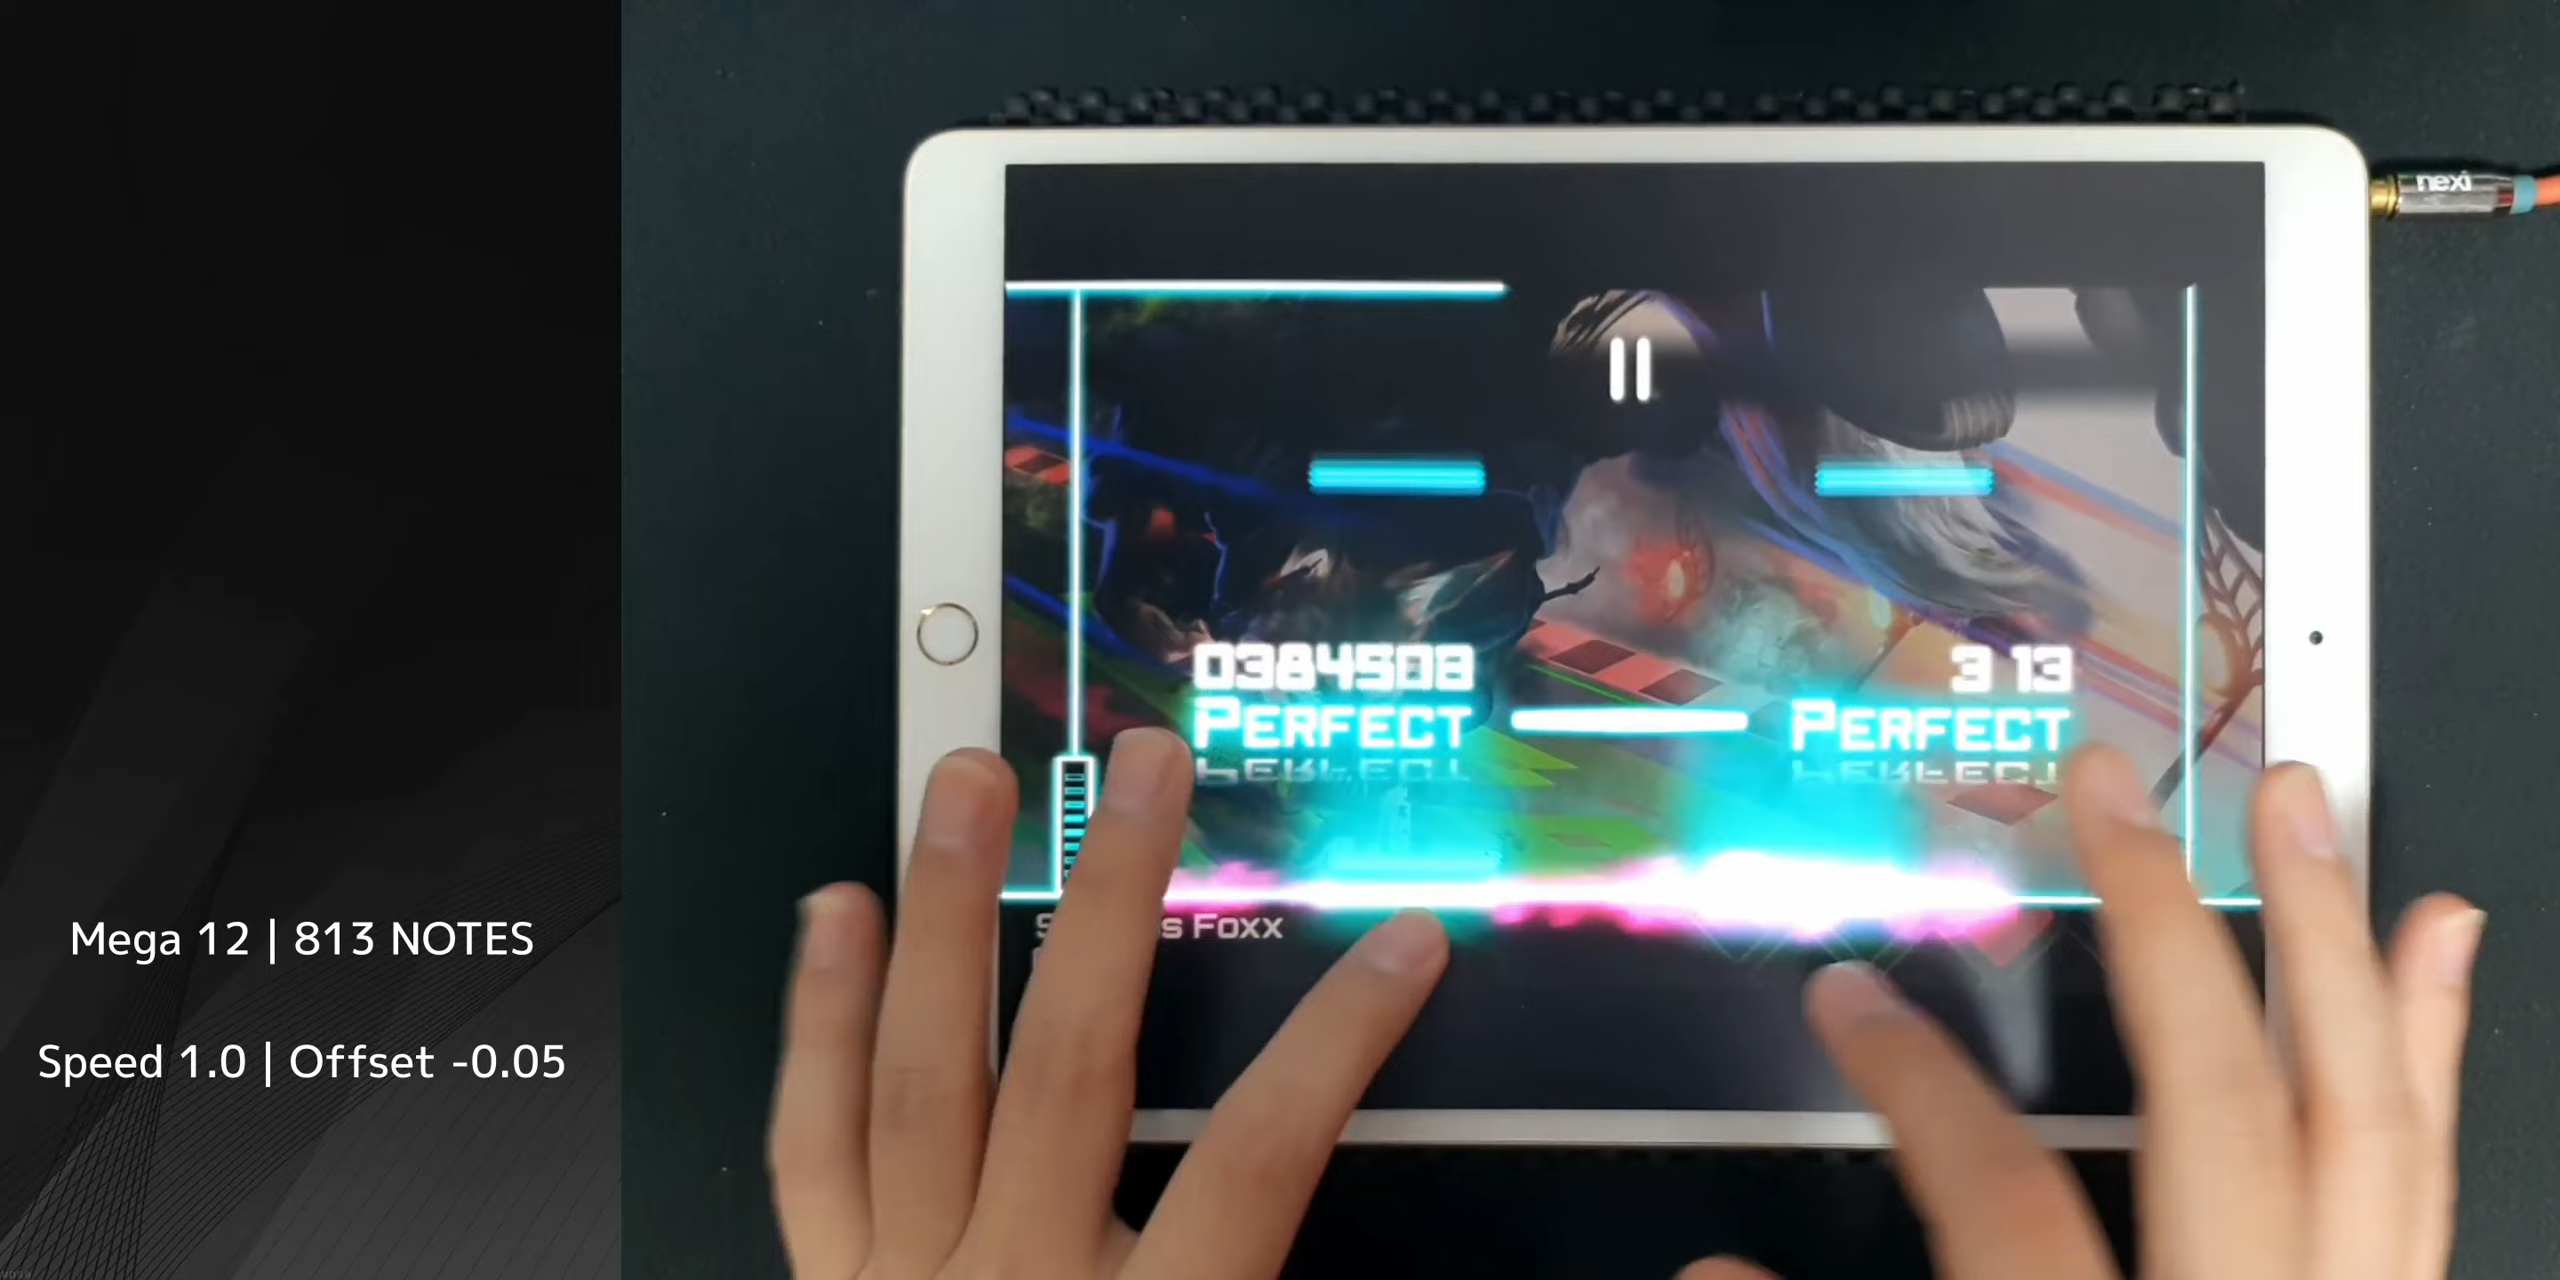 nexi
0384508
3 13
PERFECT
PERFECT
Foxx
Mega 12 | 813 NOTES
Speed 1.0 | Offset -0.05